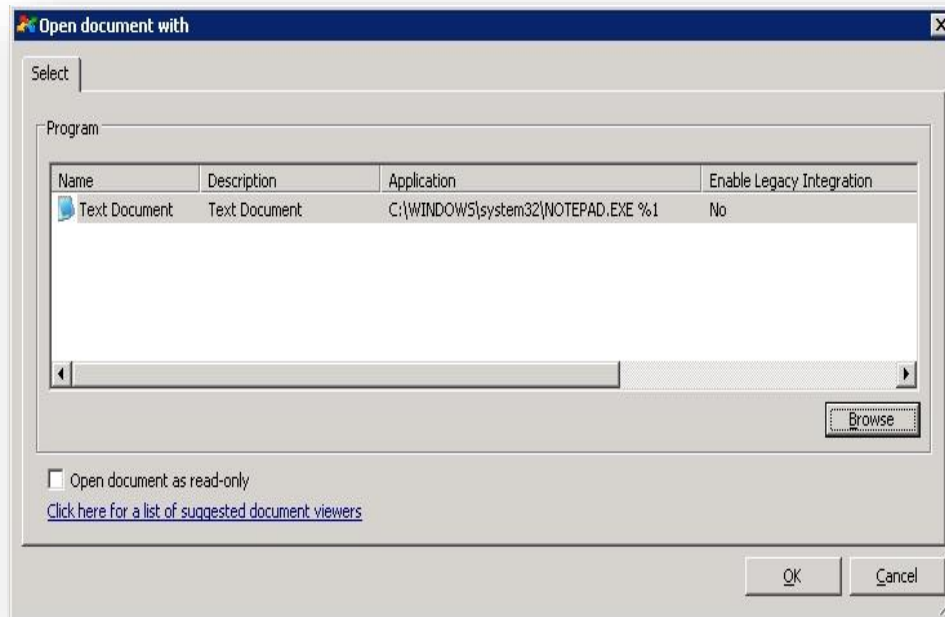 Open document with
Select
Program
Name Description Application Enable Legacy Integration
Text Document Text Document C:\WINDOWS\system32\NOTEPAD.EXE %1 No
Browse
Open document as read-only
Click here for a list of suggested document viewers
OK Cancel